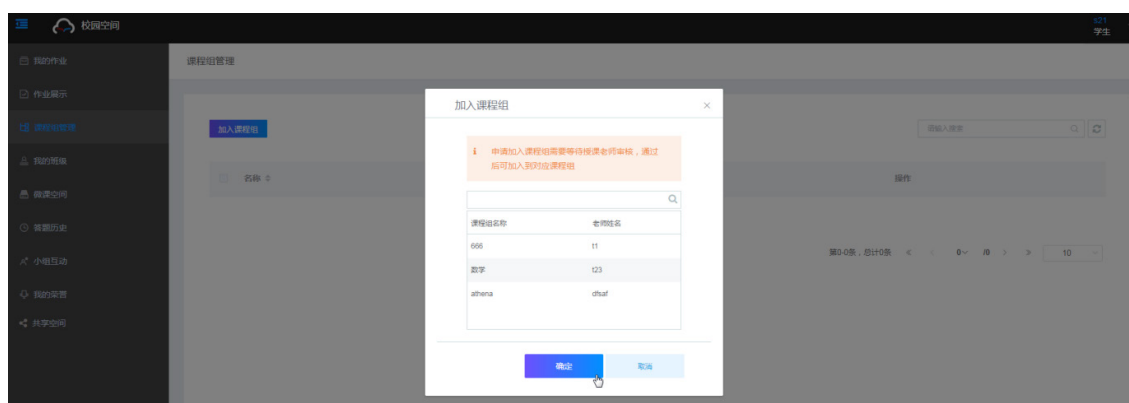 校园空间
s21
学生
我的作业
课程组管理
作业展示
加入课程组
课程组管理
加入课程组
请输入搜索
申请加入课程组需要等待授课老师审核，通过
后可加入到对应课程组
我的班级
名称
操作
微课空间
课程组名称 老师姓名
答题历史
666 t1
第0-0条，总计0条 « ‹ 0 /0 › » 10
小组互动
数学 t23
我的荣誉
athena dfsaf
共享空间
确定 取消